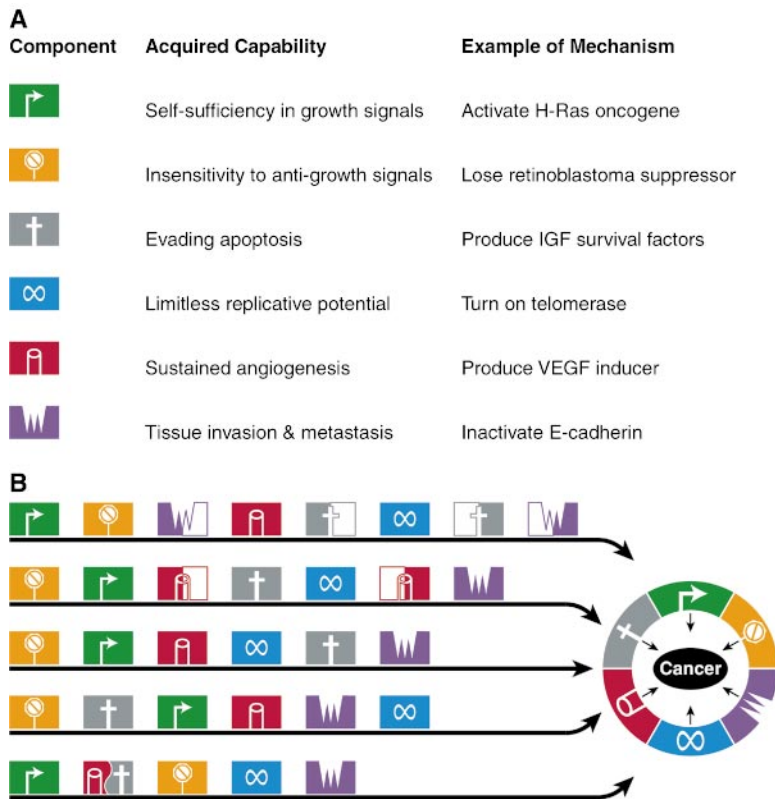 A
Component Acquired Capability Example of Mechanism
Self-sufficiency in growth signals Activate H-Ras oncogene
Insensitivity to anti-growth signals Lose retinoblastoma suppressor
Evading apoptosis Produce IGF survival factors
Limitless replicative potential Turn on telomerase
Sustained angiogenesis Produce VEGF inducer
Tissue invasion & metastasis Inactivate E-cadherin
B
Cancer